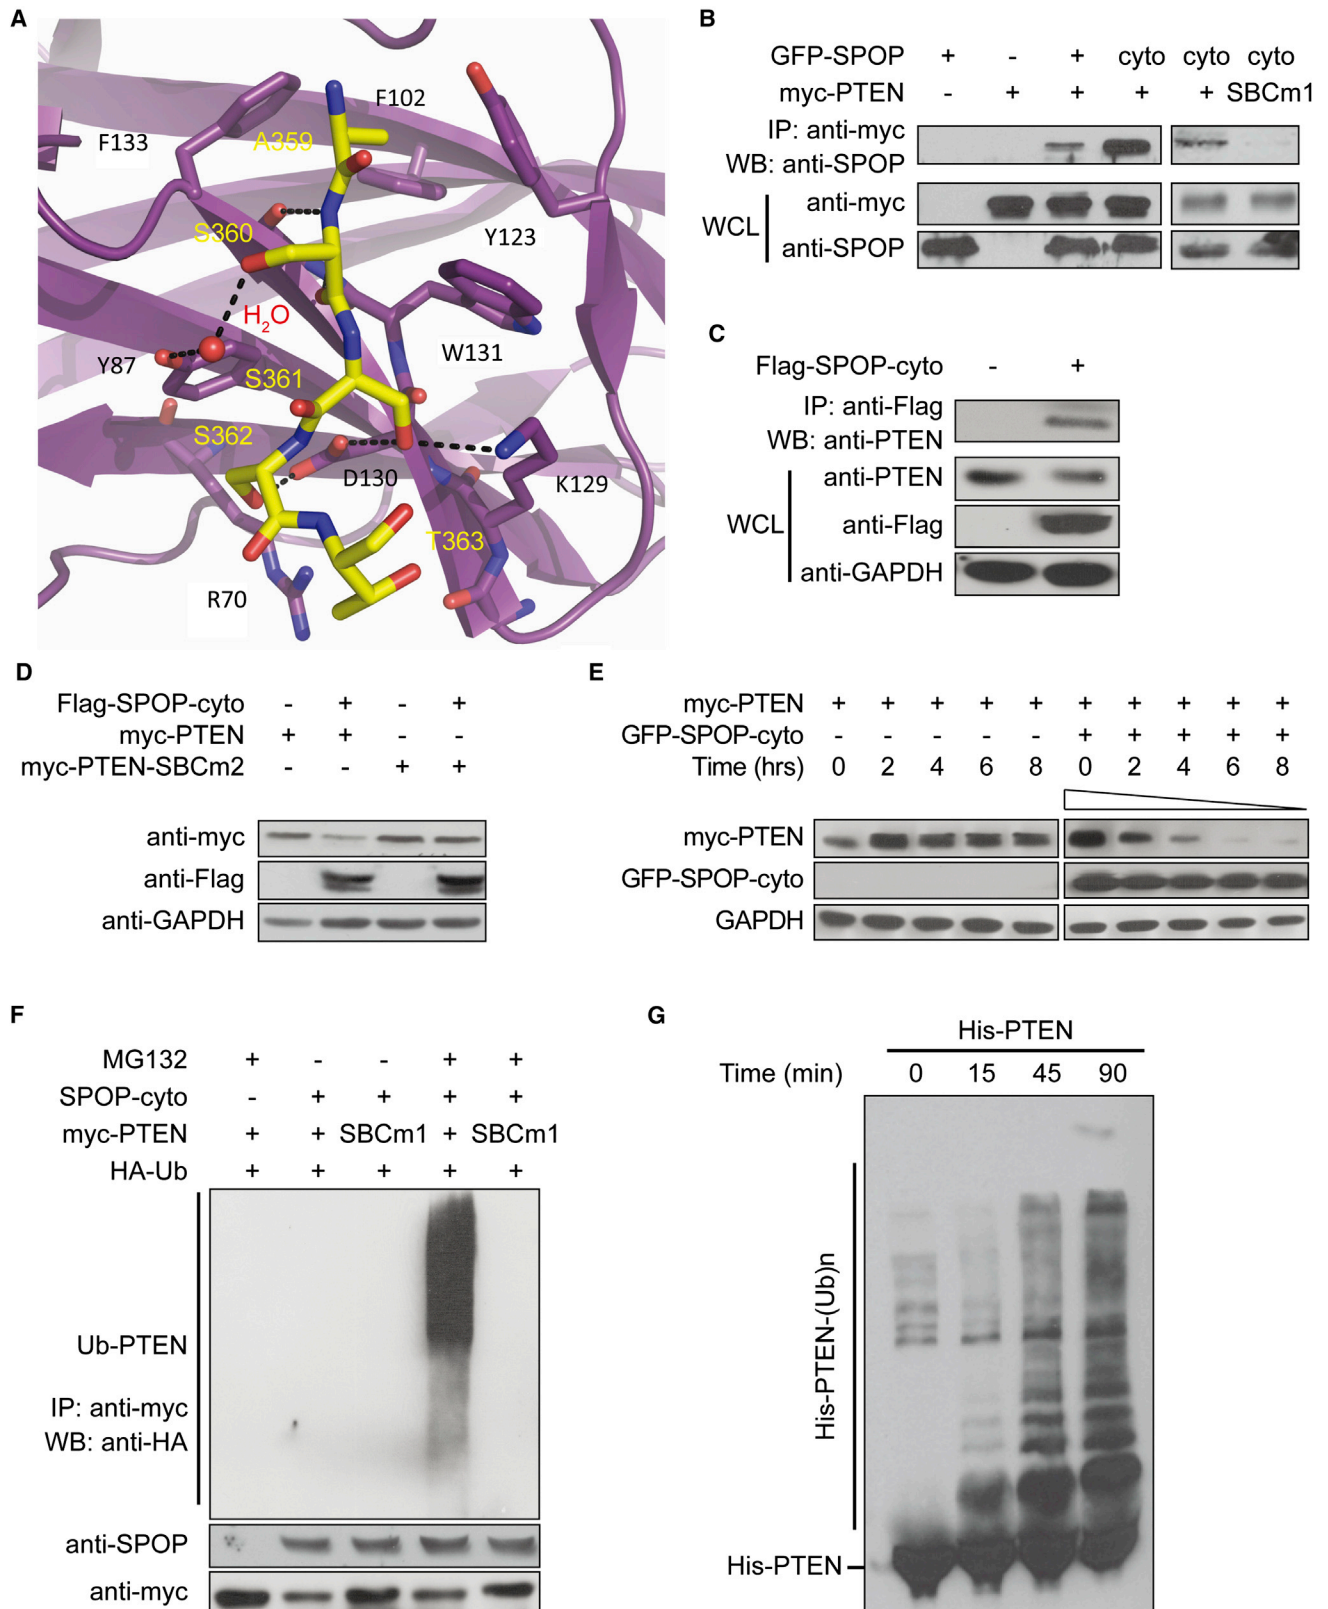 A
F133
F102
A359
S360
Y123
H2O
Y87
W131
S361
S362
D130
K129
T363
R70
B
GFP-SPOP + - + cyto cyto cyto
myc-PTEN - + + + + SBCm1
IP: anti-myc
WB: anti-SPOP
WCL
anti-myc
anti-SPOP
C
Flag-SPOP-cyto - +
IP: anti-Flag
WB: anti-PTEN
WCL
anti-PTEN
anti-Flag
anti-GAPDH
D
Flag-SPOP-cyto - + - +
myc-PTEN + + - -
myc-PTEN-SBCm2 - - + +
anti-myc
anti-Flag
anti-GAPDH
E
myc-PTEN + + + + + + + + + +
GFP-SPOP-cyto - - - - - + + + + +
Time (hrs) 0 2 4 6 8 0 2 4 6 8
myc-PTEN
GFP-SPOP-cyto
GAPDH
F
MG132 + - - + +
SPOP-cyto - + + + +
myc-PTEN + + SBCm1 + SBCm1
HA-Ub + + + + +
Ub-PTEN
IP: anti-myc
WB: anti-HA
anti-SPOP
anti-myc
G
His-PTEN
Time (min) 0 15 45 90
His-PTEN-(Ub)n
His-PTEN